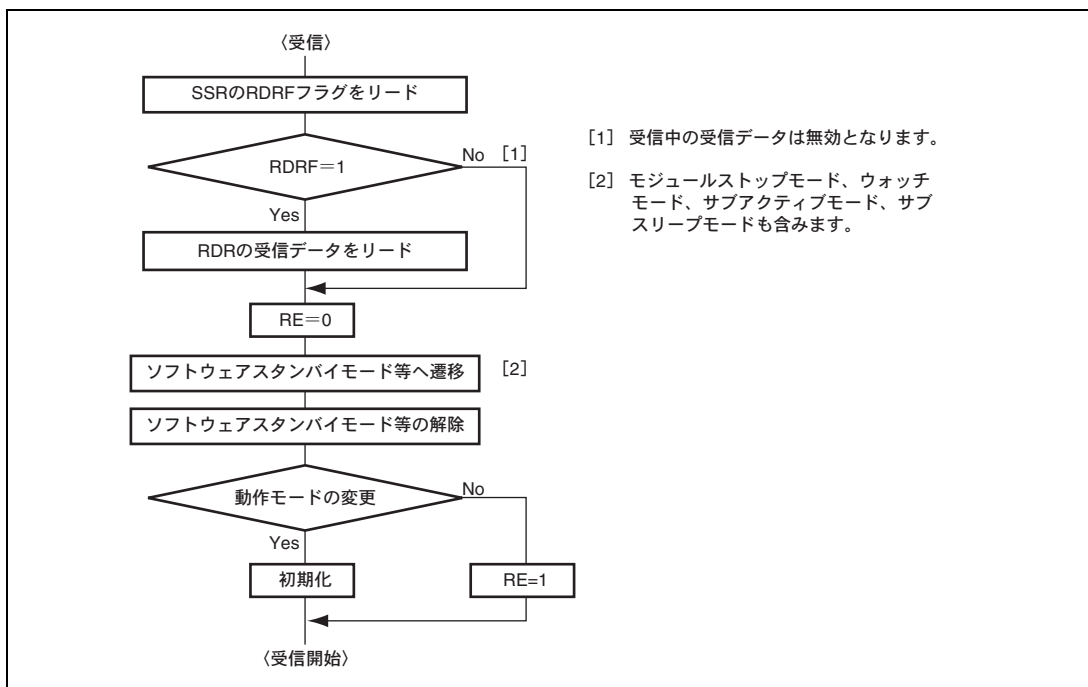 〈受信〉
SSRのRDRFフラグをリード
RDRF＝1
No ［1］
Yes
RDRの受信データをリード
RE＝0
ソフトウェアスタンバイモード等へ遷移 ［2］
ソフトウェアスタンバイモード等の解除
動作モードの変更
No
Yes
初期化
RE=1
〈受信開始〉
［1］ 受信中の受信データは無効となります。
［2］ モジュールストップモード、ウォッチ
モード、サブアクティブモード、サブ
スリープモードも含みます。